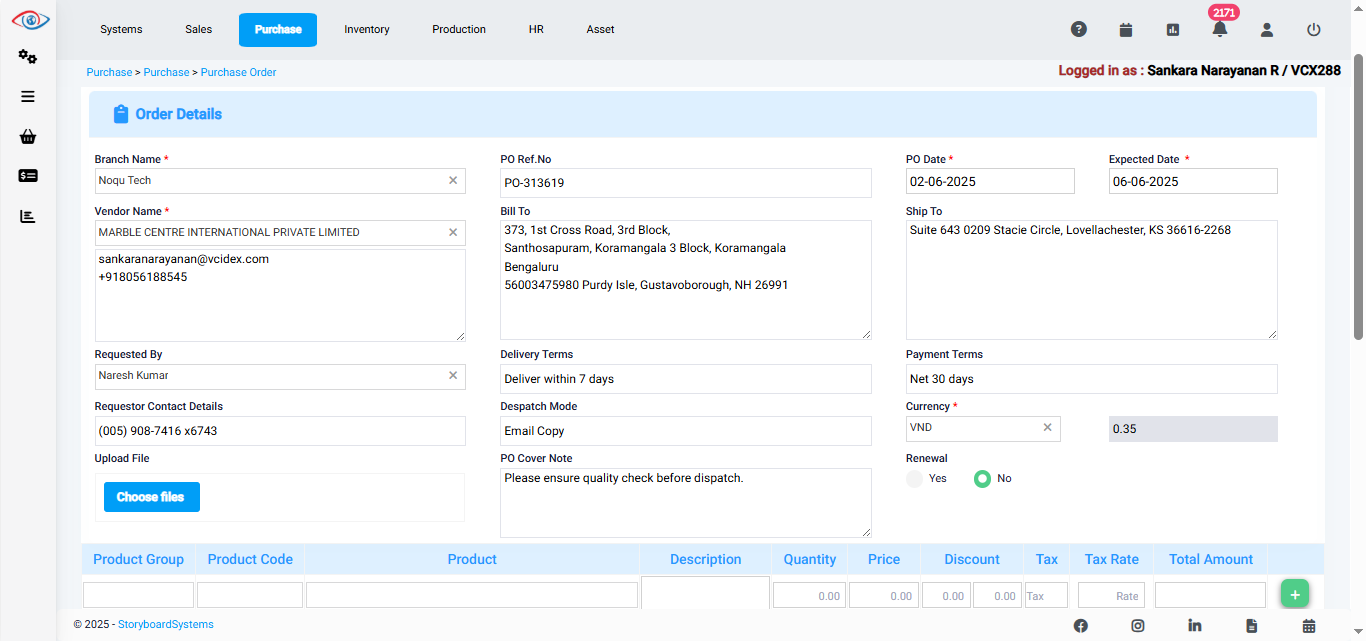 Systems Sales Purchase Inventory Production HR Asset 2171
Purchase > Purchase > Purchase Order
Logged in as : Sankara Narayanan R / VCX288
Order Details
Branch Name * PO Ref.No PO Date * Expected Date *
Noqu Tech × PO-313619 02-06-2025 06-06-2025
Vendor Name * Bill To Ship To
MARBLE CENTRE INTERNATIONAL PRIVATE LIMITED ×
sankaranarayanan@vcidex.com
+918056188545
373, 1st Cross Road, 3rd Block,
Santhosapuram, Koramangala 3 Block, Koramangala
Bengaluru
56003475980 Purdy Isle, Gustavoborough, NH 26991
Suite 643 0209 Stacie Circle, Lovellachester, KS 36616-2268
Requested By Delivery Terms Payment Terms
Naresh Kumar × Deliver within 7 days Net 30 days
Requestor Contact Details Despatch Mode Currency *
(005) 908-7416 x6743 Email Copy VND × 0.35
Upload File PO Cover Note Renewal
Choose files Please ensure quality check before dispatch. Yes No
Product Group Product Code Product Description Quantity Price Discount Tax Tax Rate Total Amount
0.00 0.00 0.00 0.00 Tax Rate +
© 2025 - StoryboardSystems